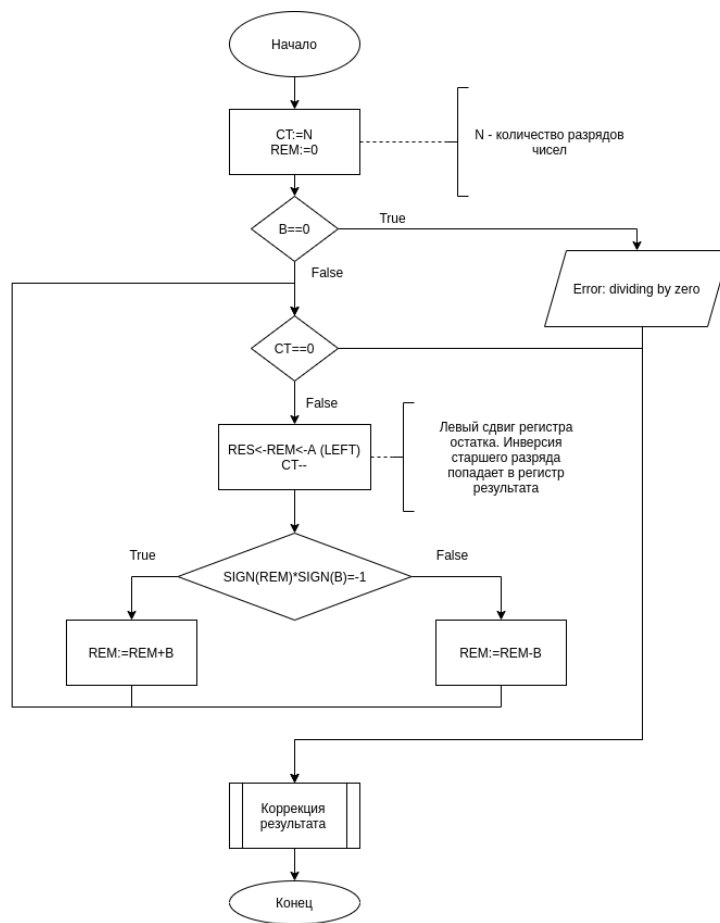 Начало
CT:=N
REM:=0
N - количество разрядов
чисел
B==0
True
False
Error: dividing by zero
CT==0
False
RES<-REM<-A (LEFT)
CT--
Левый сдвиг регистра
остатка. Инверсия
старшего разряда
попадает в регистр
результата
True
False
SIGN(REM)*SIGN(B)=-1
REM:=REM+B
REM:=REM-B
Коррекция
результата
Конец